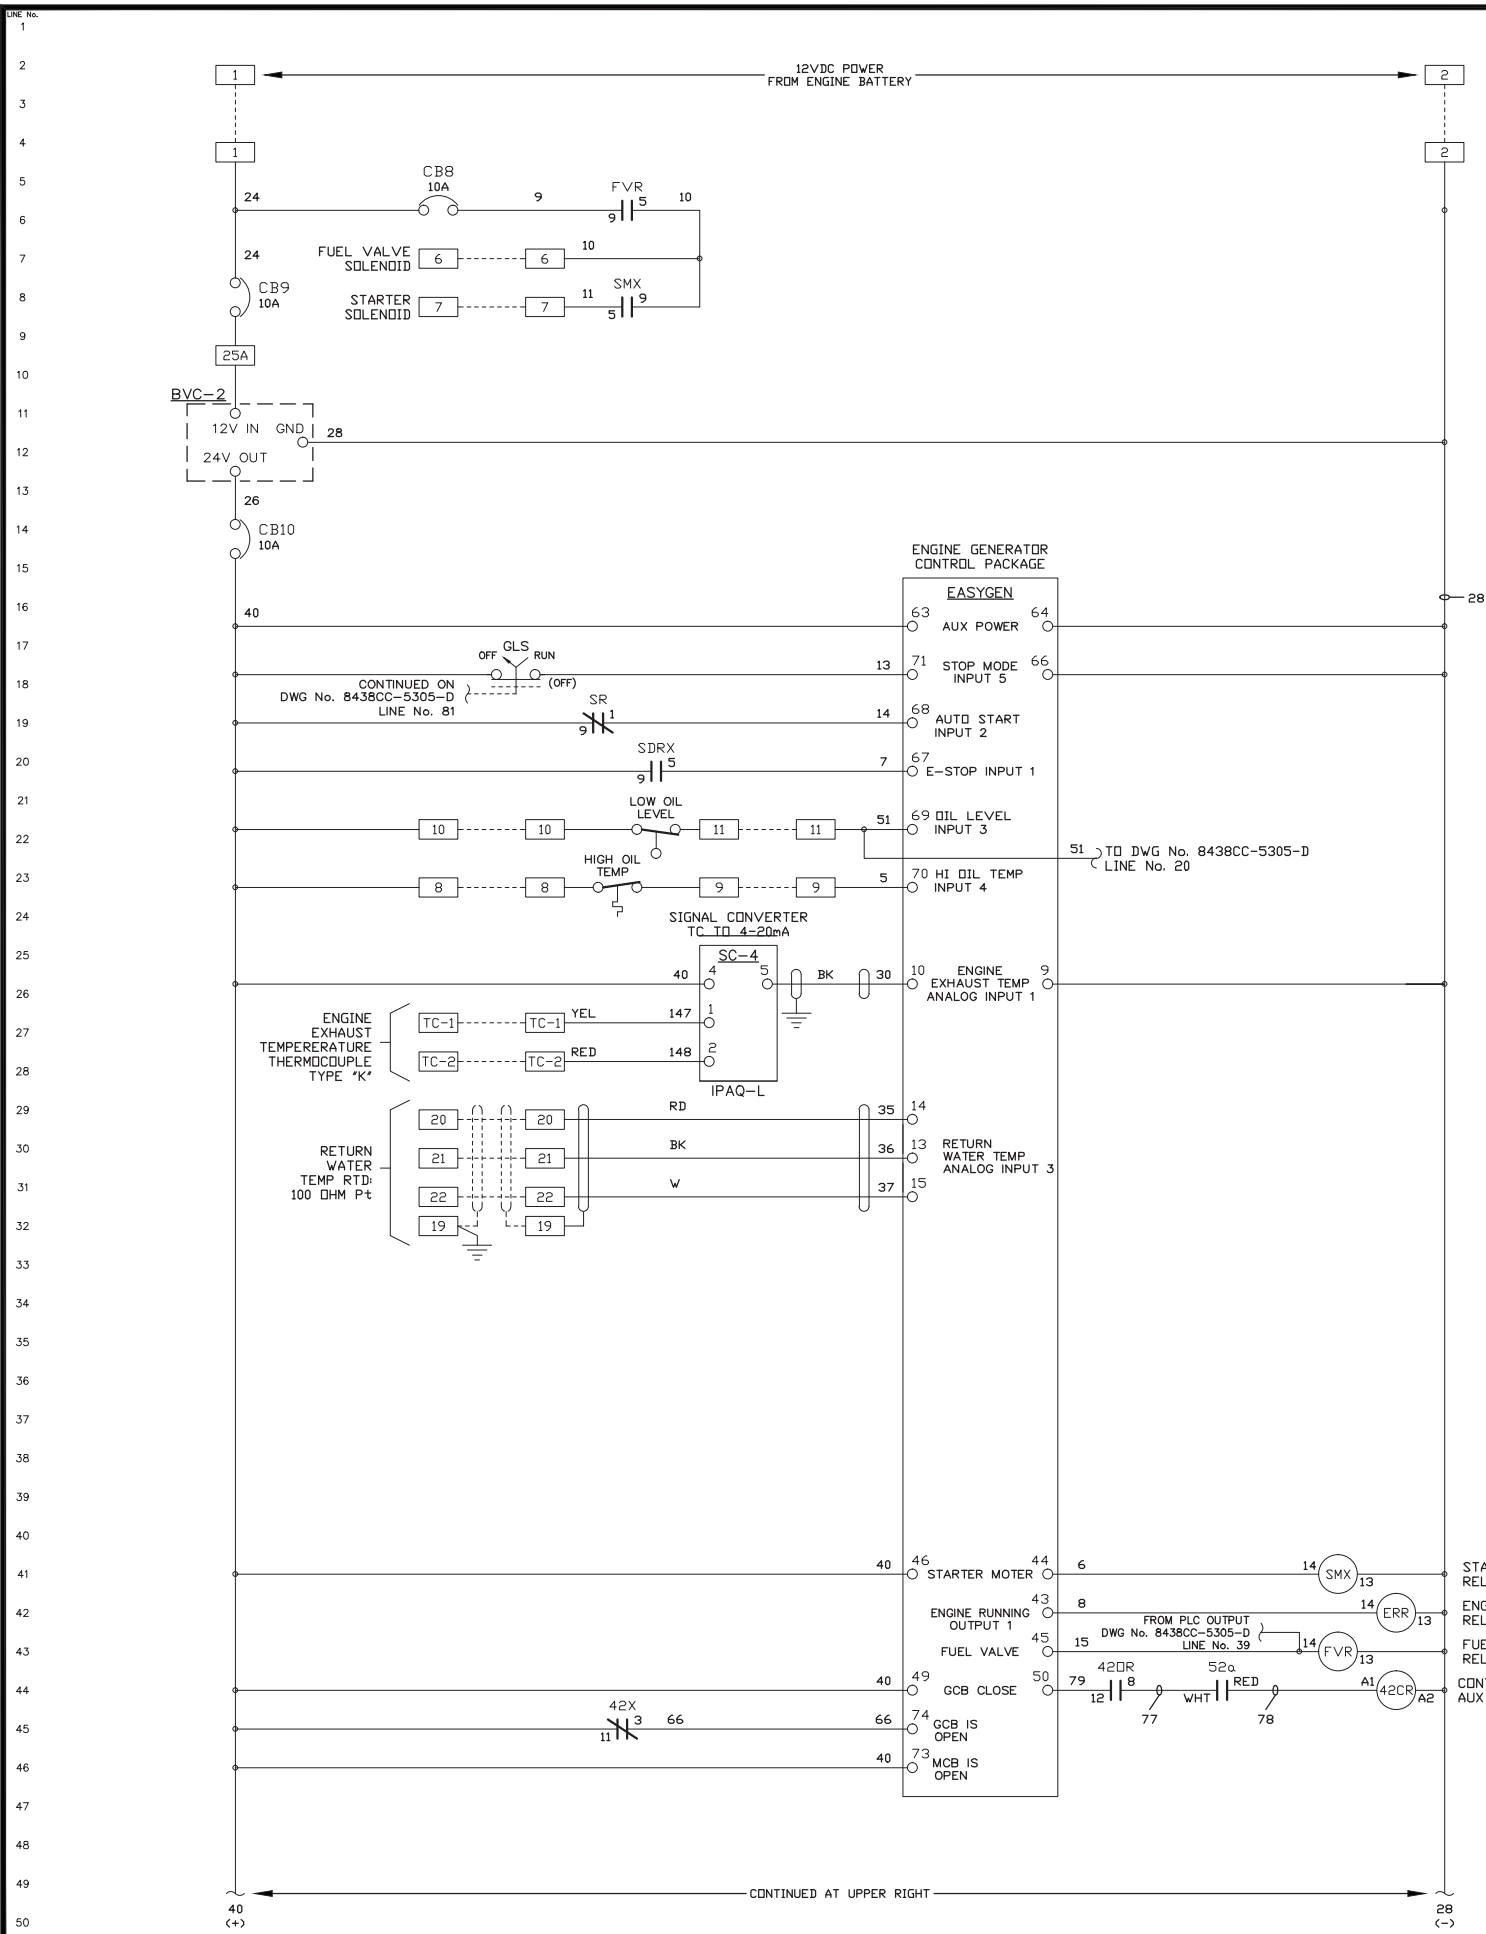 LINE No.
1
2
3
4
5
6
7
8
9
10
11
12
13
14
15
16
17
18
19
20
21
22
23
24
25
26
27
28
29
30
31
32
33
34
35
36
37
38
39
40
41
42
43
44
45
46
47
48
49
50
1
12VDC POWER
FROM ENGINE BATTERY
2
1
2
CB8
10A
24
9
FVR
5
9
10
24
FUEL VALVE
SOLENOID
6
6
10
CB9
10A
STARTER
SOLENOID
7
7
11
SMX
9
5
25A
BVC-2
12V IN
GND
28
24V OUT
26
CB10
10A
ENGINE GENERATOR
CONTROL PACKAGE
EASYGEN
28
40
63
AUX POWER
64
GLS
OFF
RUN
(OFF)
13
71
STOP MODE
INPUT 5
66
CONTINUED ON
DWG No. 8438CC-5305-D
LINE No. 81
SR
1
9
14
68
AUTO START
INPUT 2
SDRX
5
9
7
67
E-STOP INPUT 1
LOW OIL
LEVEL
10
10
11
11
51
69
OIL LEVEL
INPUT 3
51
TO DWG No. 8438CC-5305-D
LINE No. 20
HIGH OIL
TEMP
8
8
9
9
5
70
HI OIL TEMP
INPUT 4
SIGNAL CONVERTER
TC TO 4-20mA
SC-4
40
4
5
BK
30
10
ENGINE
EXHAUST TEMP
ANALOG INPUT 1
9
ENGINE
EXHAUST
TEMPERERATURE
THERMOCOUPLE
TYPE "K"
TC-1
TC-1
YEL
147
1
TC-2
TC-2
RED
148
2
IPAQ-L
RETURN
WATER
TEMP RTD:
100 OHM Pt
20
20
RD
35
14
21
21
BK
36
13
RETURN
WATER TEMP
ANALOG INPUT 3
22
22
W
37
15
19
19
40
46
STARTER MOTER
44
6
14
SMX
13
STA
REL
ENGINE RUNNING
OUTPUT 1
43
8
14
ERR
13
ENG
REL
FROM PLC OUTPUT
DWG No. 8438CC-5305-D
LINE No. 39
FUEL VALVE
45
15
14
FVR
13
FUE
REL
40
49
GCB CLOSE
50
79
42OR
8
12
77
52a
WHT
RED
78
A1
42CR
A2
CONT
AUX
42X
3
11
66
66
74
GCB IS
OPEN
40
73
MCB IS
OPEN
CONTINUED AT UPPER RIGHT
40
(+)
28
(-)